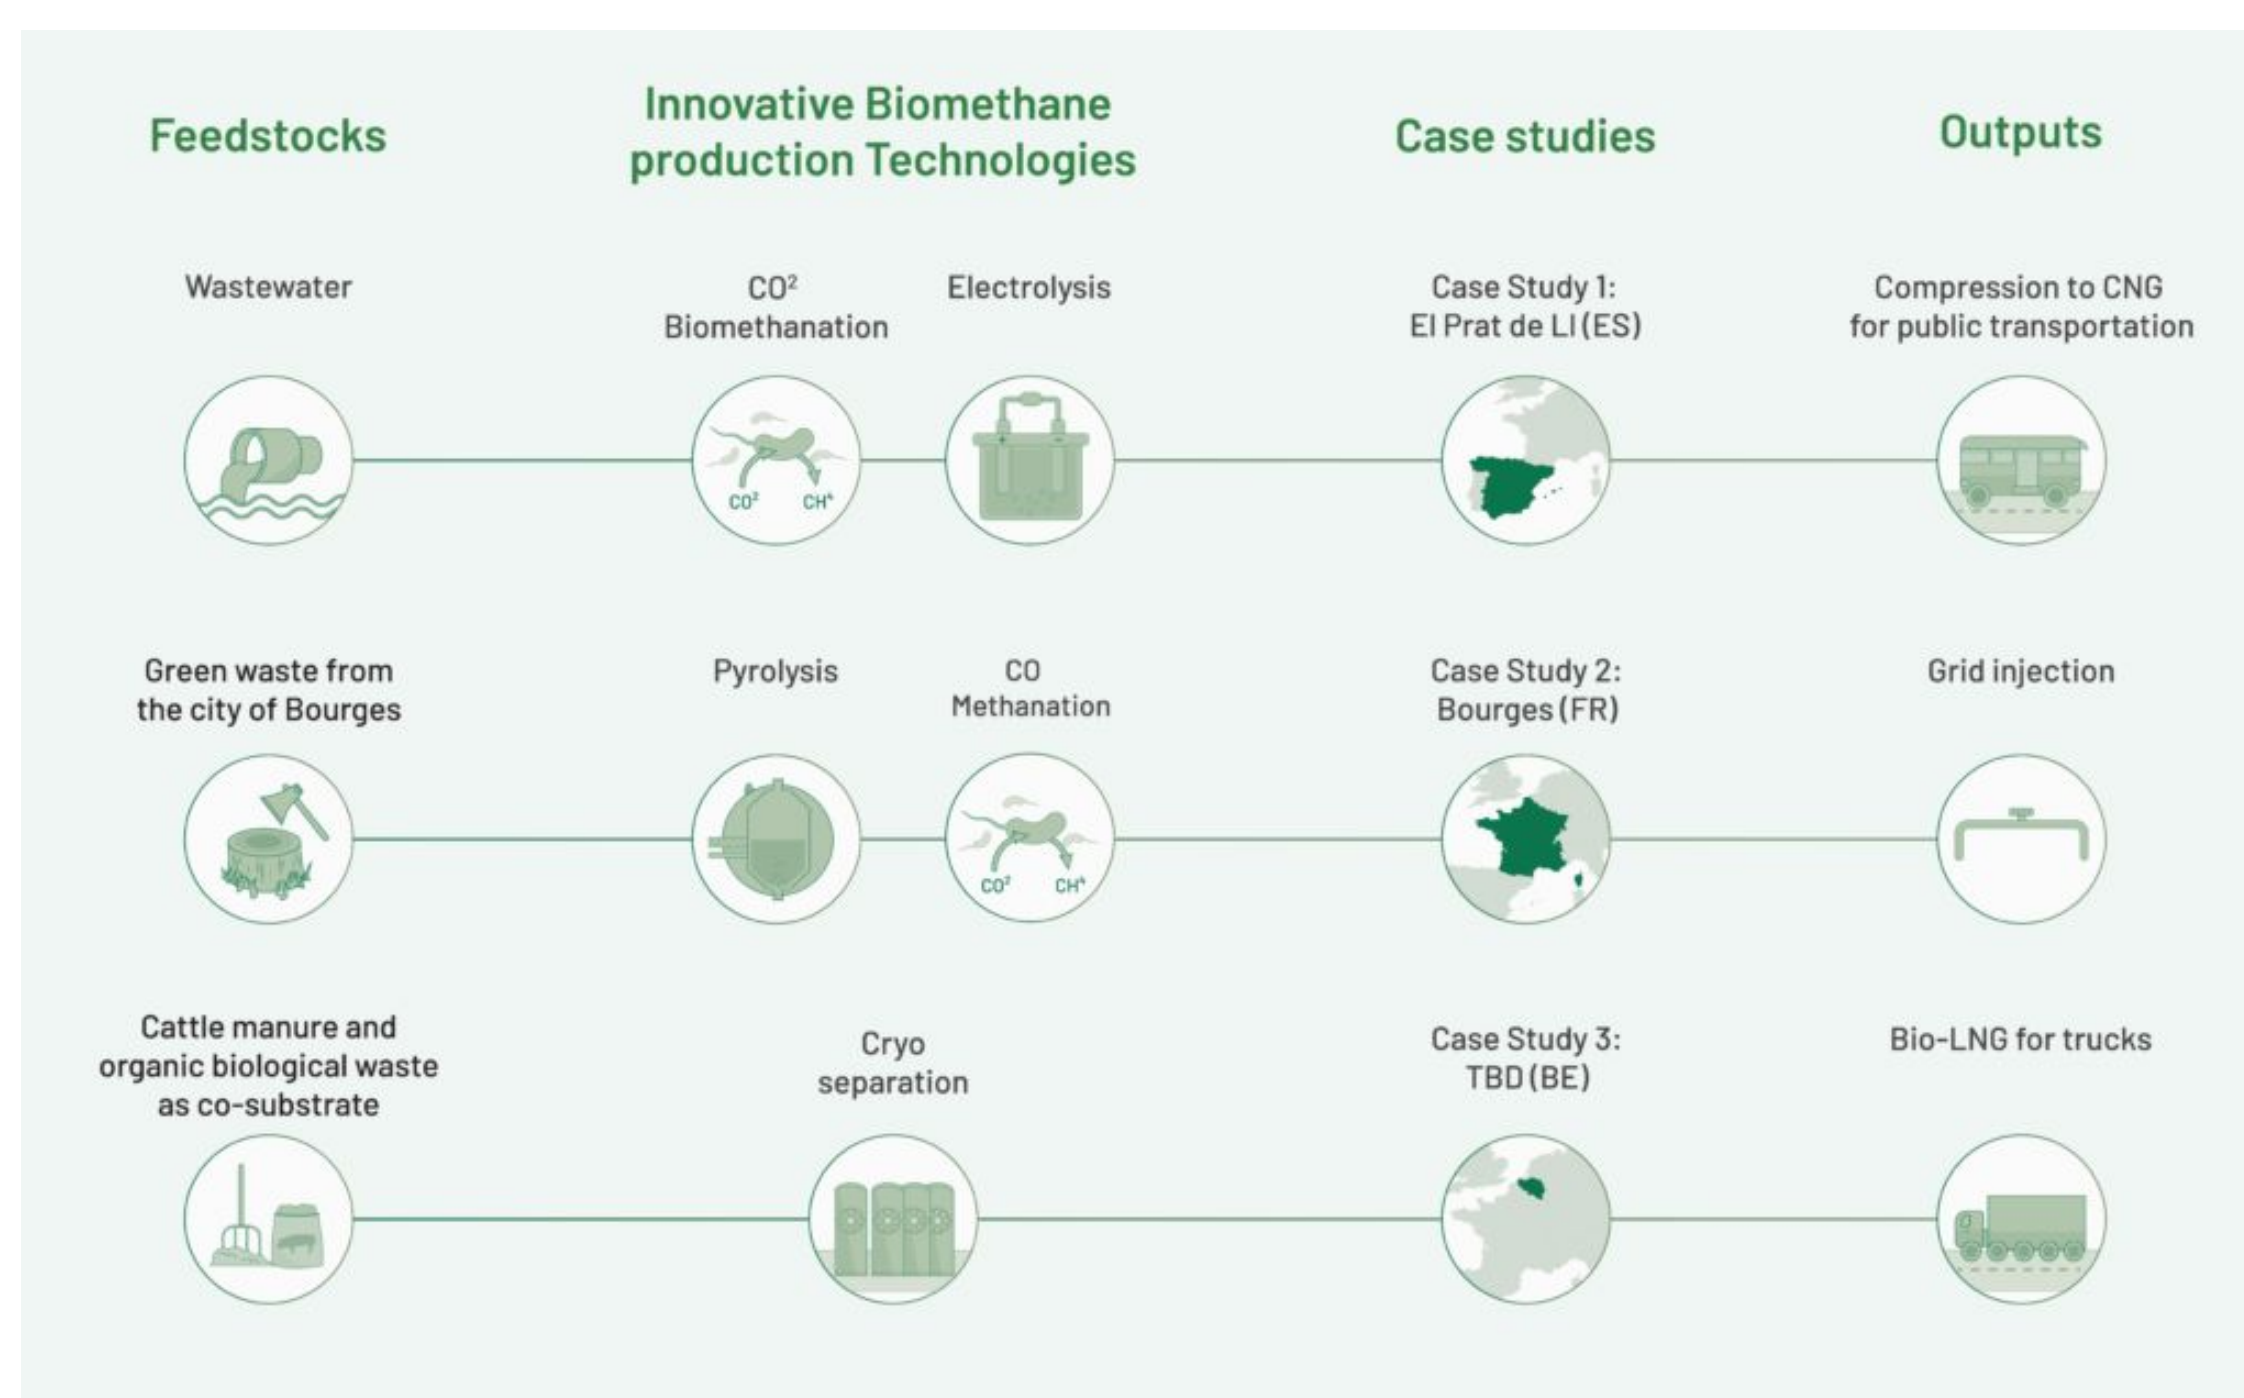 Feedstocks
Innovative Biomethane
production Technologies
Case studies
Outputs
Wastewater
CO²
Biomethanation
Electrolysis
Case Study 1:
El Prat de Ll (ES)
Compression to CNG
for public transportation
CO²
CH⁴
Green waste from
the city of Bourges
Pyrolysis
CO
Methanation
Case Study 2:
Bourges (FR)
Grid injection
CO²
CH⁴
Cattle manure and
organic biological waste
as co-substrate
Cryo
separation
Case Study 3:
TBD (BE)
Bio-LNG for trucks